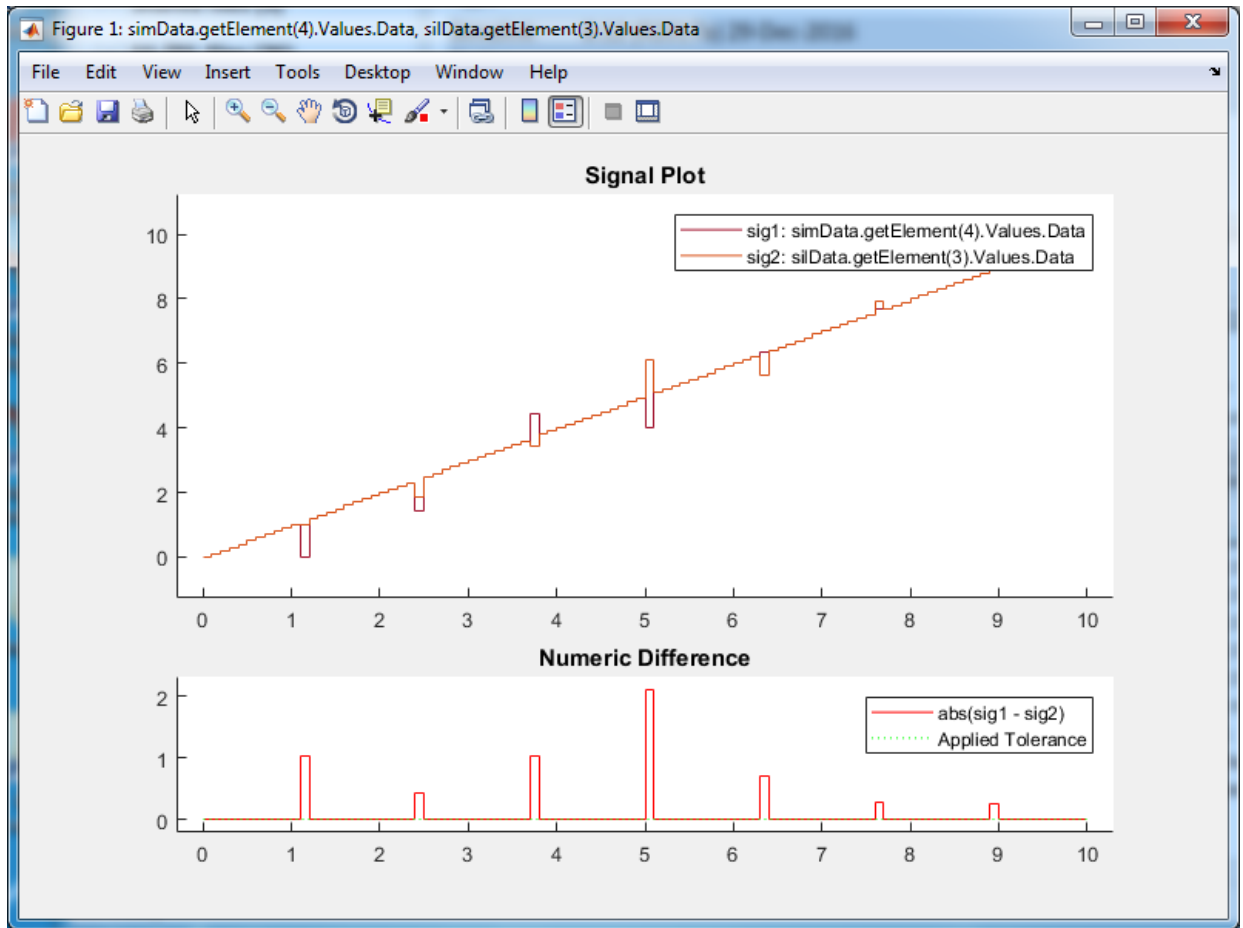 Figure 1: simData.getElement(4).Values.Data, silData.getElement(3).Values.Data
File Edit View Insert Tools Desktop Window Help
Signal Plot
sig1: simData.getElement(4).Values.Data
sig2: silData.getElement(3).Values.Data
10
8
6
4
2
0
0 1 2 3 4 5 6 7 8 9 10
Numeric Difference
abs(sig1 - sig2)
Applied Tolerance
2
1
0
0 1 2 3 4 5 6 7 8 9 10